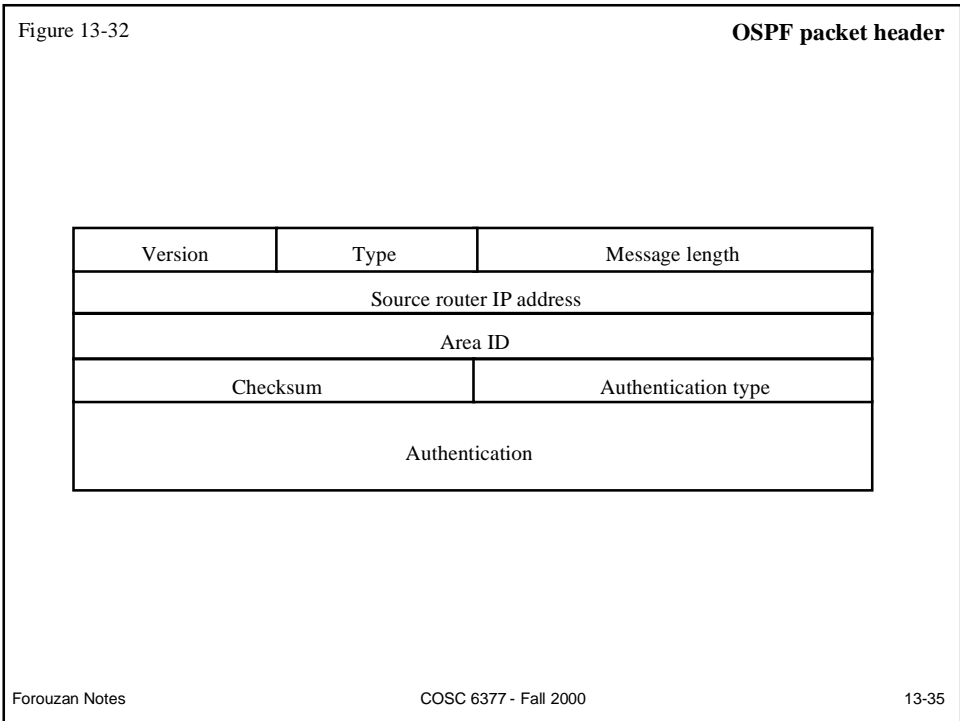 Figure 13-32
OSPF packet header
Version Type Message length
Source router IP address
Area ID
Checksum Authentication type
Authentication
Forouzan Notes COSC 6377 - Fall 2000 13-35